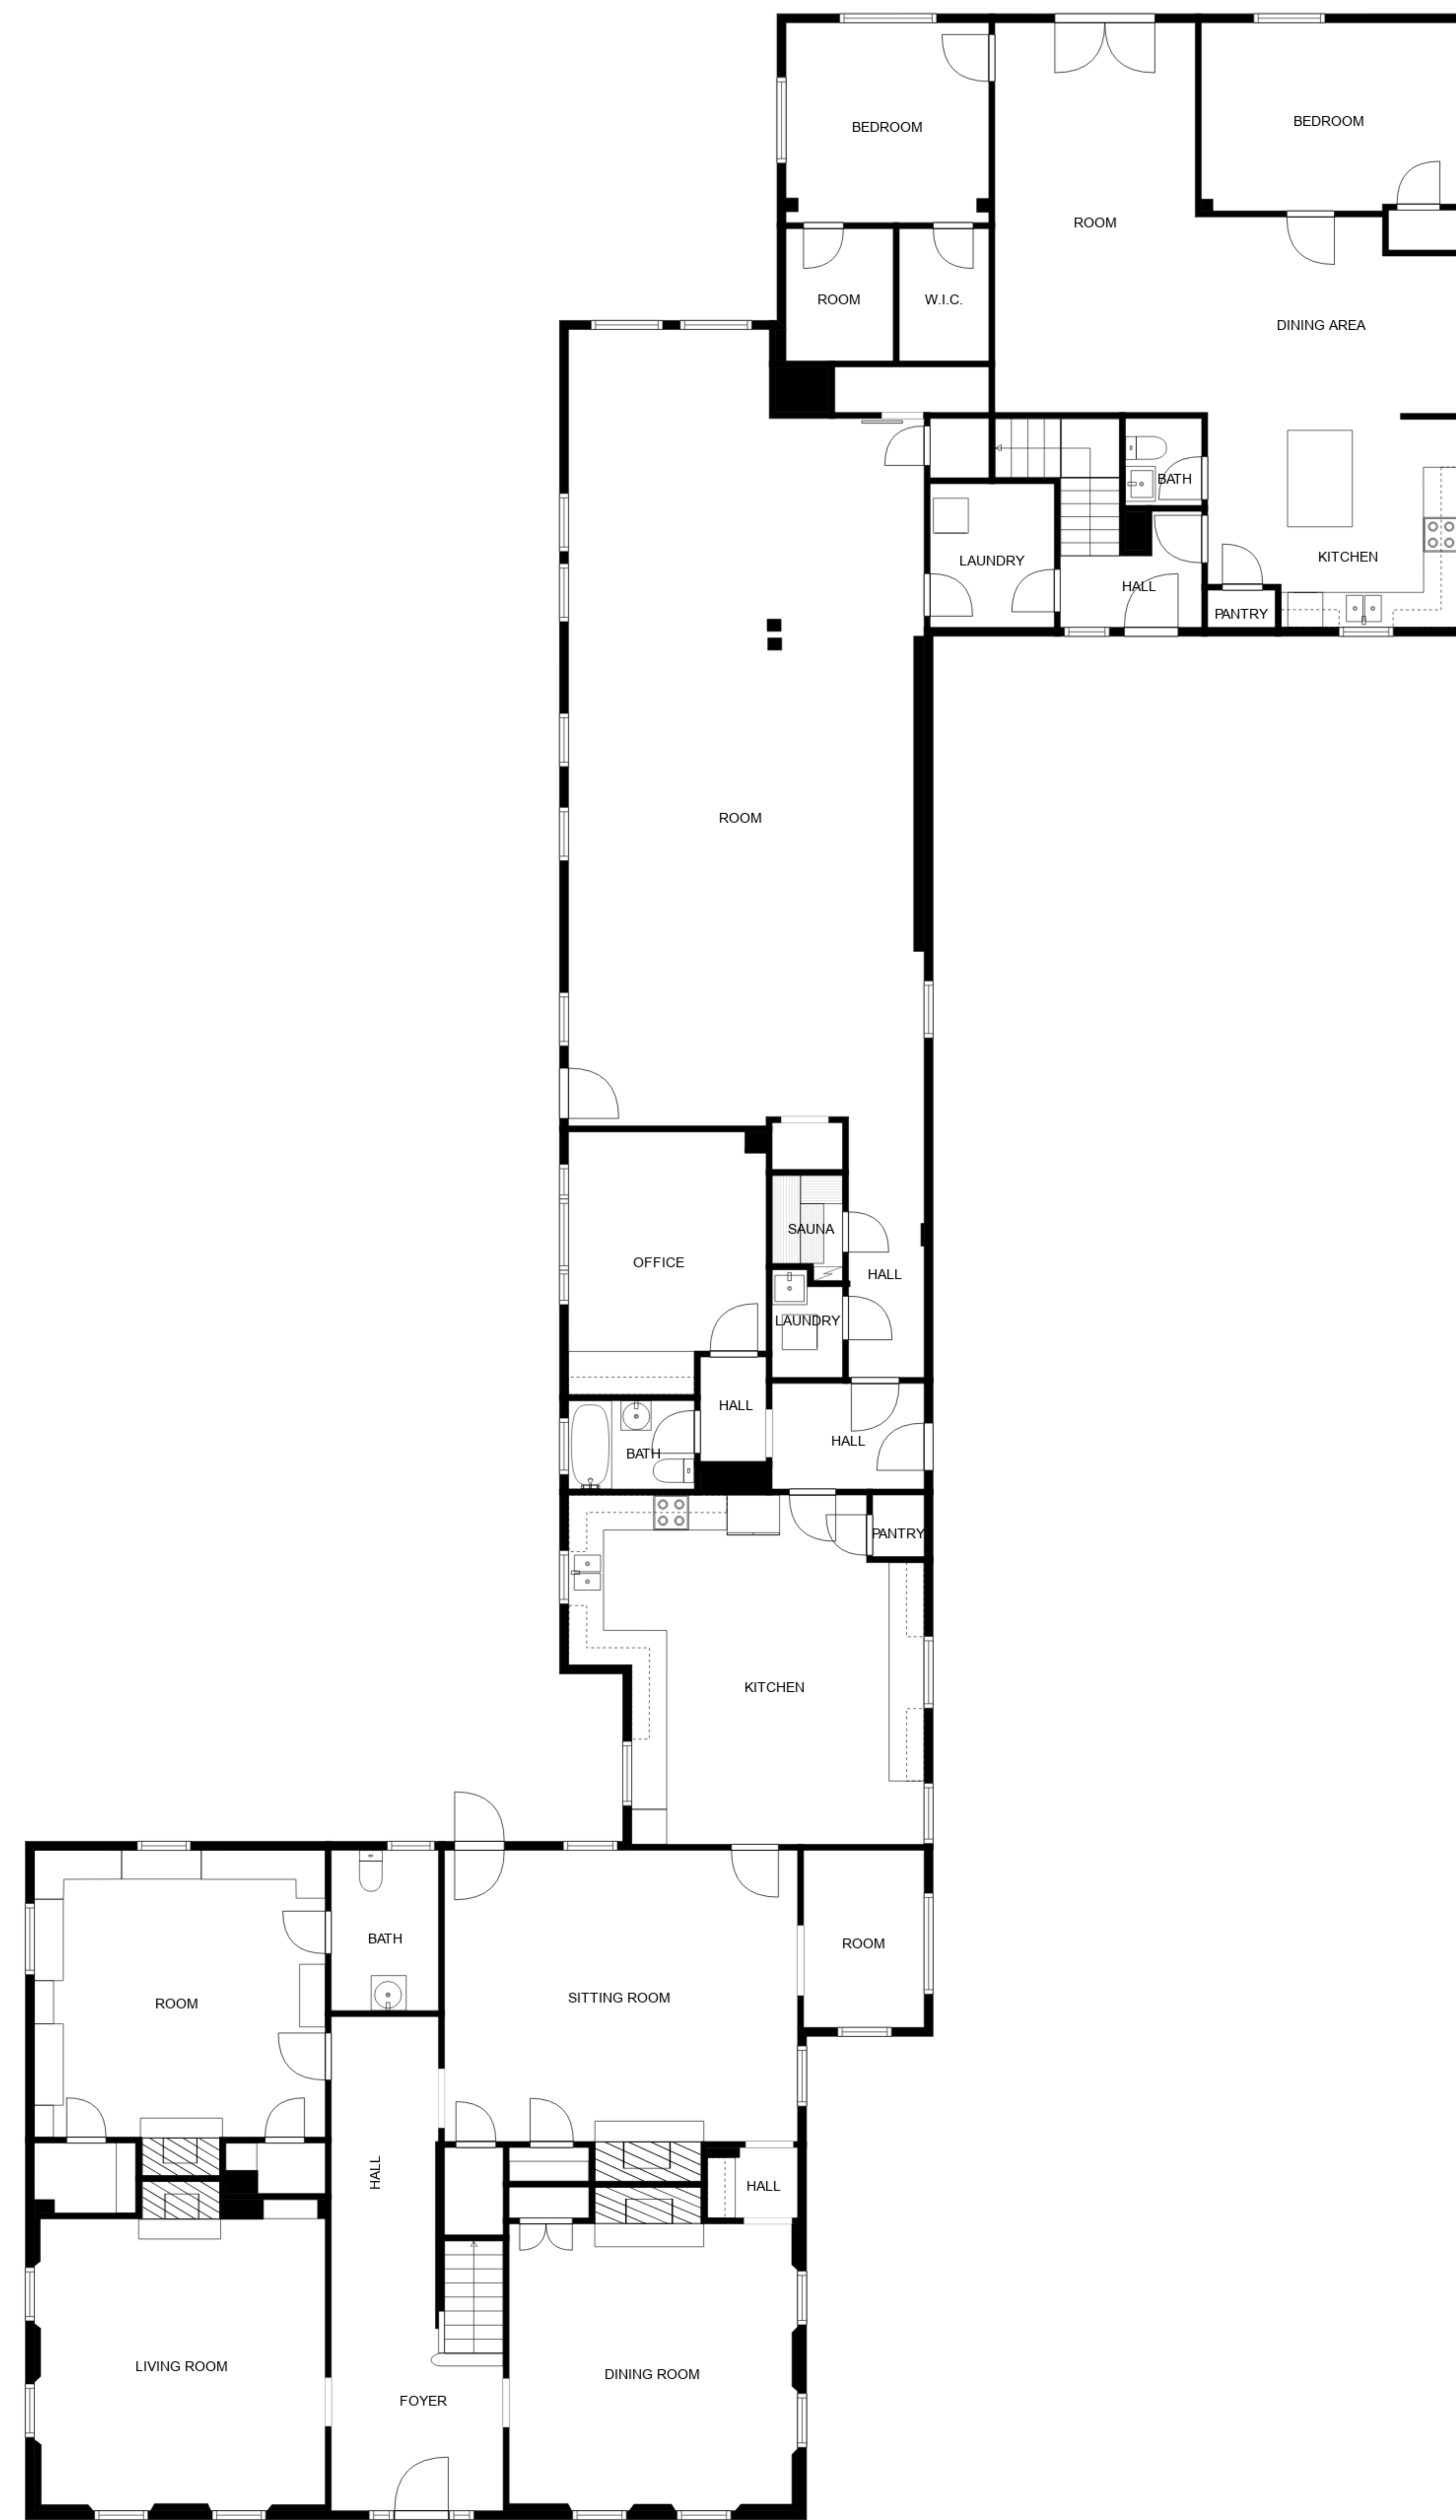 BEDROOM
BEDROOM
ROOM
ROOM
W.I.C.
DINING AREA
BATH
LAUNDRY
KITCHEN
HALL
PANTRY
ROOM
SAUNA
OFFICE
HALL
LAUNDRY
HALL
HALL
BATH
PANTRY
KITCHEN
BATH
ROOM
SITTING ROOM
ROOM
HALL
HALL
LIVING ROOM
DINING ROOM
FOYER